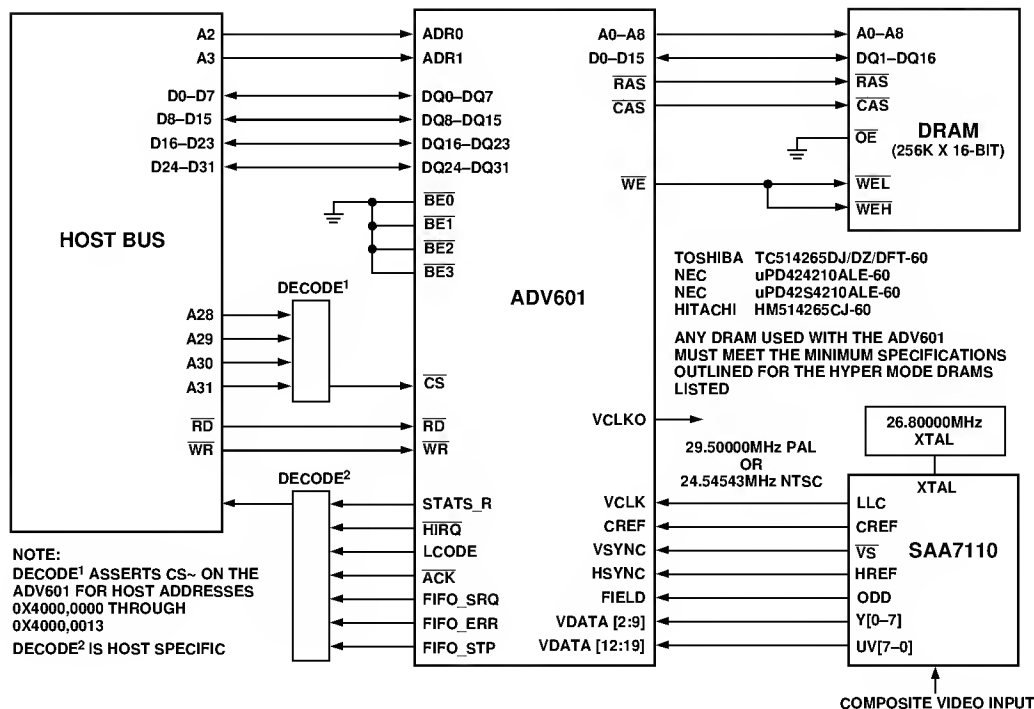 A2
A3
D0–D7
D8–D15
D16–D23
D24–D31
HOST BUS
A28
A29
A30
A31
RD
WR
DECODE1
DECODE2
NOTE:
DECODE1 ASSERTS CS~ ON THE
ADV601 FOR HOST ADDRESSES
0X4000,0000 THROUGH
0X4000,0013
DECODE2 IS HOST SPECIFIC
ADR0
ADR1
DQ0–DQ7
DQ8–DQ15
DQ16–DQ23
DQ24–DQ31
BE0
BE1
BE2
BE3
ADV601
CS
RD
WR
STATS_R
HIRQ
LCODE
ACK
FIFO_SRQ
FIFO_ERR
FIFO_STP
A0–A8
D0–D15
RAS
CAS
WE
VCLKO
VCLK
CREF
VSYNC
HSYNC
FIELD
VDATA [2:9]
VDATA [12:19]
A0–A8
DQ1–DQ16
RAS
CAS
OE
WEL
WEH
DRAM
(256K X 16-BIT)
TOSHIBA TC514265DJ/DZ/DFT-60
NEC uPD424210ALE-60
NEC uPD42S4210ALE-60
HITACHI HM514265CJ-60
ANY DRAM USED WITH THE ADV601
MUST MEET THE MINIMUM SPECIFICATIONS
OUTLINED FOR THE HYPER MODE DRAMS
LISTED
29.50000MHz PAL
OR
24.54543MHz NTSC
26.80000MHz
XTAL
XTAL
LLC
CREF
VS
HREF
ODD
Y[0–7]
UV[7–0]
SAA7110
COMPOSITE VIDEO INPUT